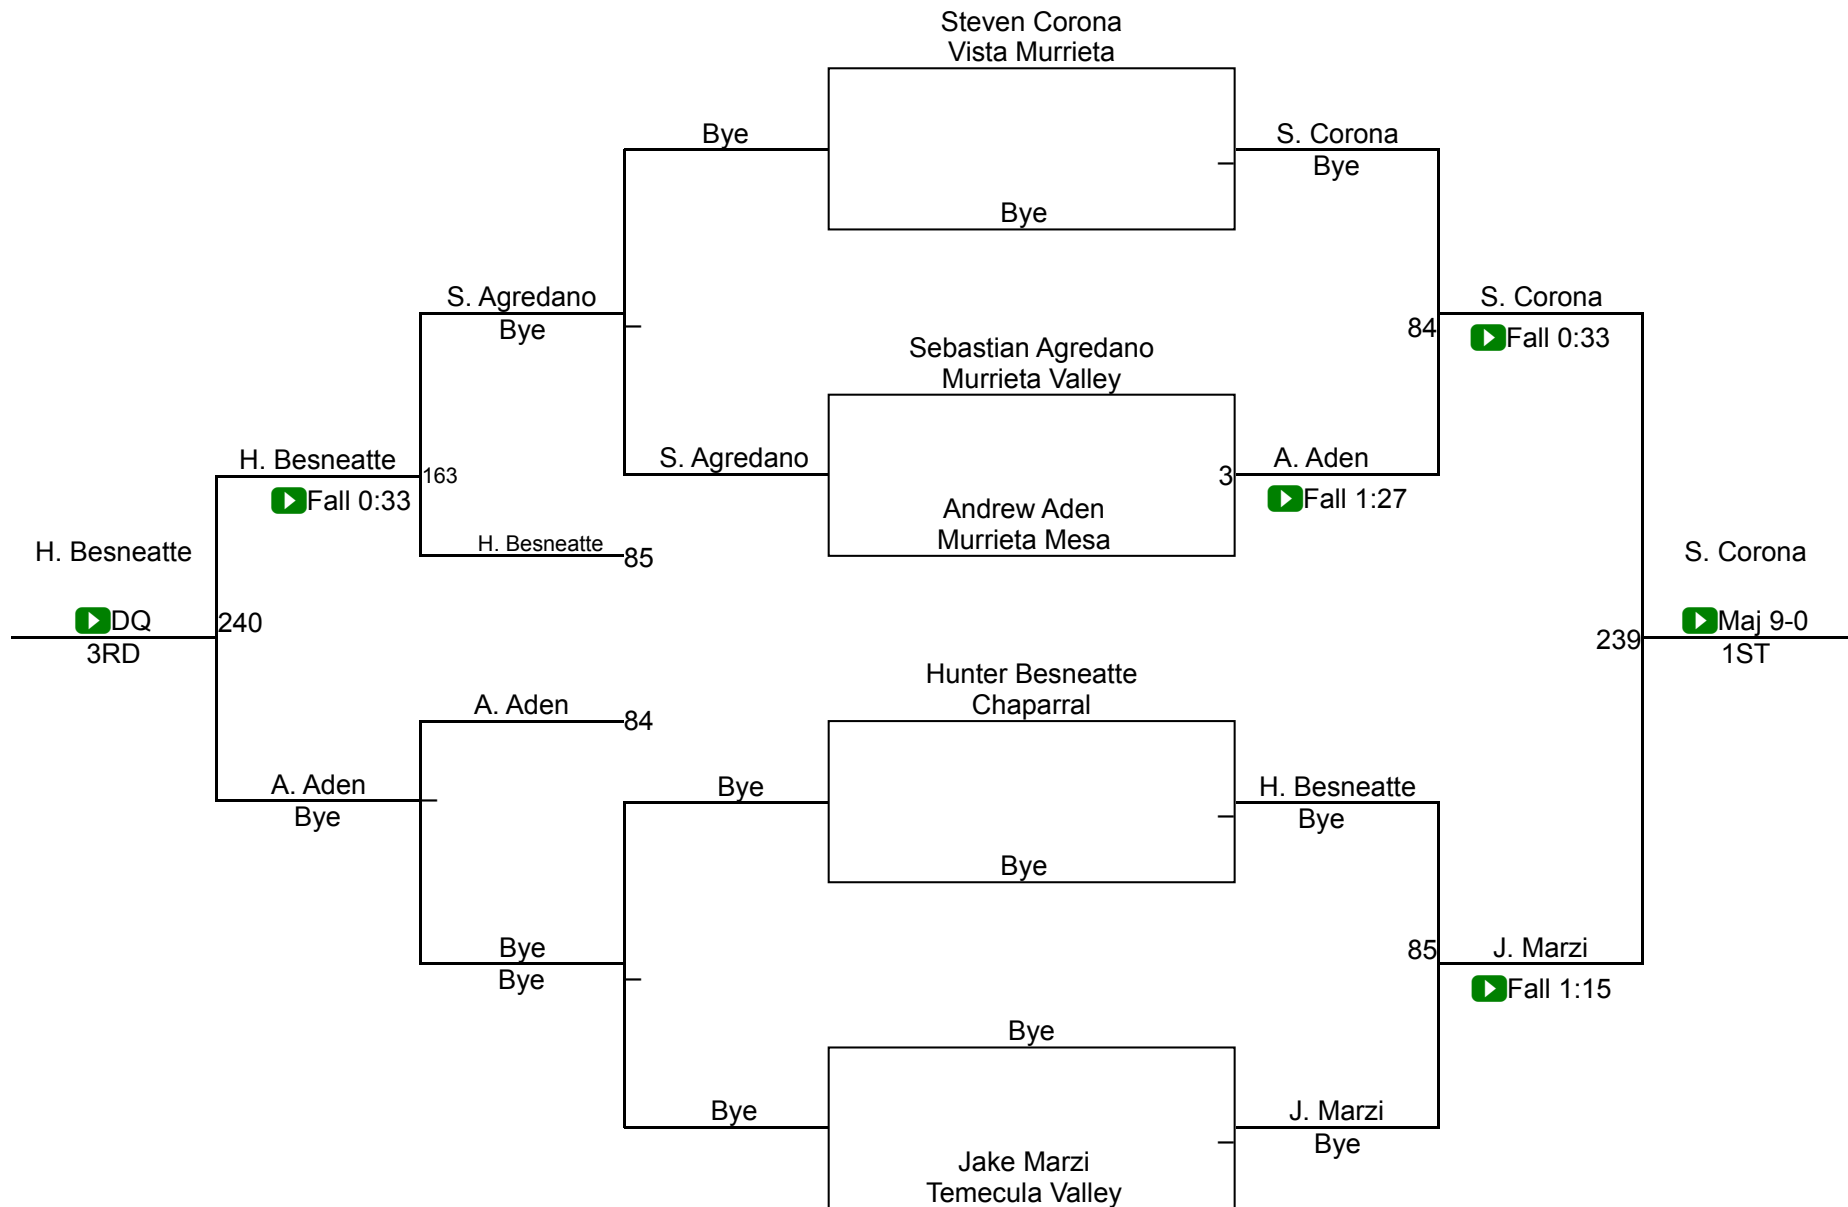 Steven Corona
Vista Murrieta
Bye
S. Corona
Bye
Bye
S. Agredano
Bye
S. Corona
84
Fall 0:33
Sebastian Agredano
Murrieta Valley
H. Besneatte
163
S. Agredano
3
A. Aden
Fall 0:33
Fall 1:27
Andrew Aden
Murrieta Mesa
H. Besneatte
85
H. Besneatte
S. Corona
DQ
240
3RD
239
Maj 9-0
1ST
Hunter Besneatte
Chaparral
A. Aden
84
A. Aden
Bye
Bye
H. Besneatte
Bye
Bye
Bye
Bye
85
J. Marzi
Fall 1:15
Bye
Bye
J. Marzi
Bye
Jake Marzi
Temecula Valley